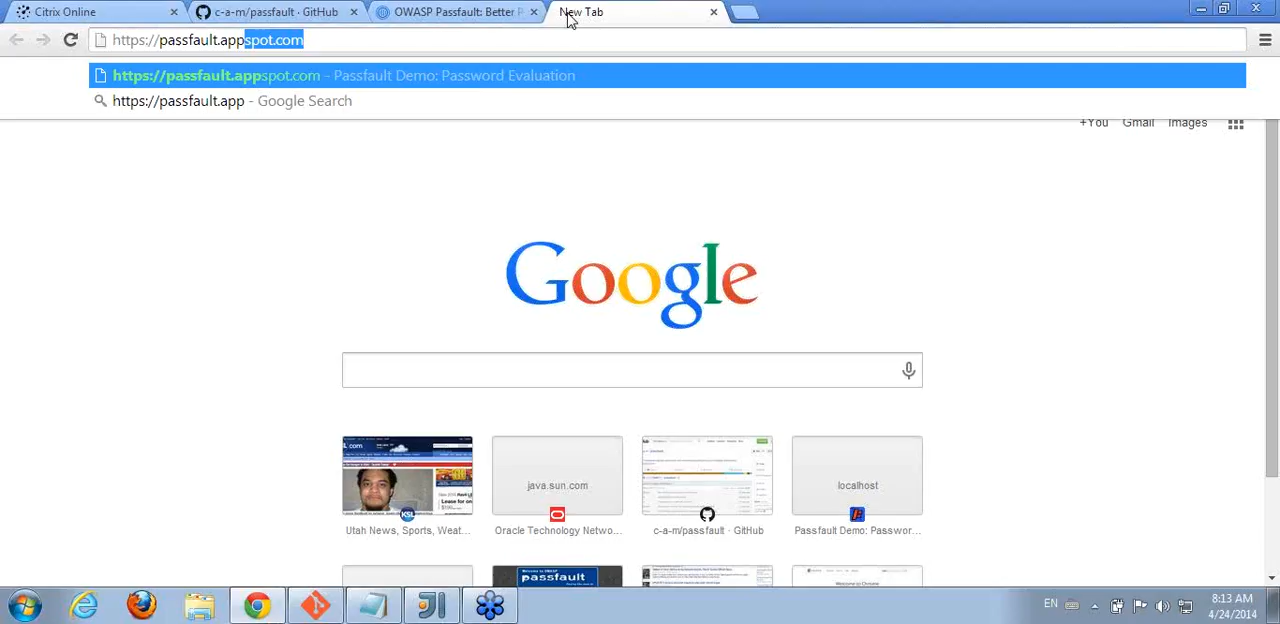 Citrix Online
c-a-m/passfault · GitHub
OWASP Passfault: Better P
New Tab
https://passfault.appspot.com
https://passfault.appspot.com - Passfault Demo: Password Evaluation
https://passfault.app - Google Search
+You Gmail Images
Google
.com
java.sun.com
localhost
KSL
Utah News, Sports, Weat...
Oracle Technology Netwo...
c-a-m/passfault · GitHub
Passfault Demo: Passwor...
passfault
EN
8:13 AM
4/24/2014